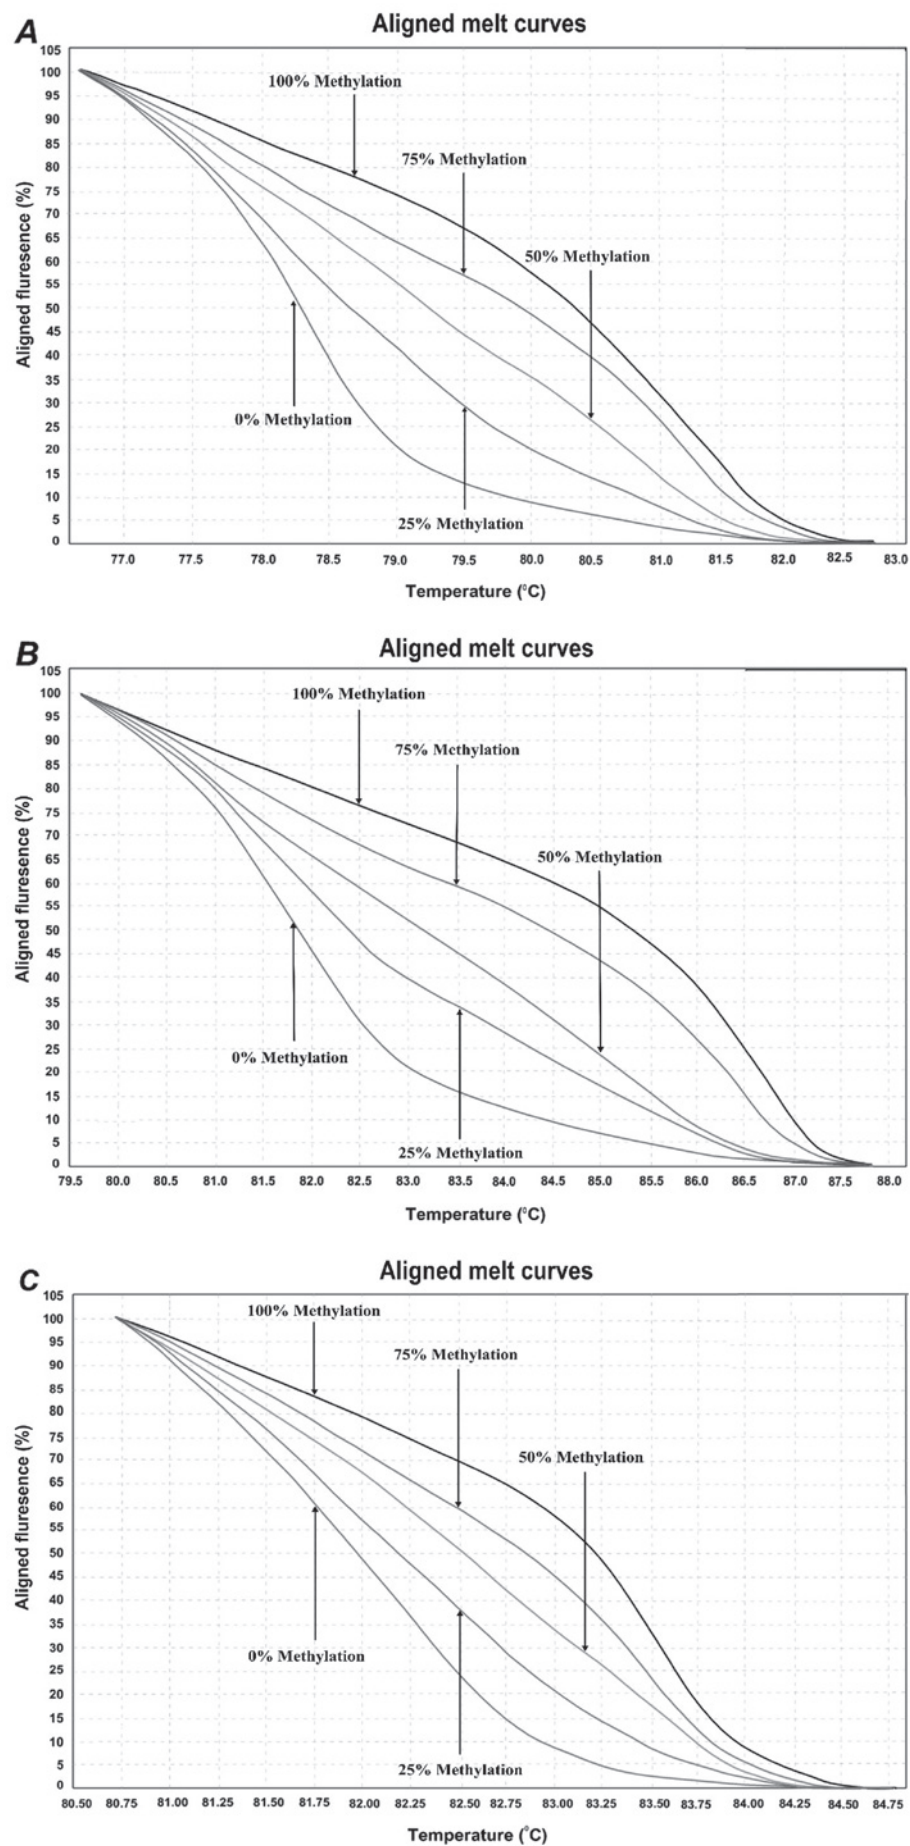 A
Aligned melt curves
105
100
95
90
85
80
75
70
65
60
55
50
45
40
35
30
25
20
15
10
5
0
Aligned fluresence (%)
100% Methylation
75% Methylation
50% Methylation
0% Methylation
25% Methylation
77.0 77.5 78.0 78.5 79.0 79.5 80.0 80.5 81.0 81.5 82.0 82.5 83.0
Temperature (°C)
B
Aligned melt curves
105
100
95
90
85
80
75
70
65
60
55
50
45
40
35
30
25
20
15
10
5
0
Aligned fluresence (%)
100% Methylation
75% Methylation
50% Methylation
0% Methylation
25% Methylation
79.5 80.0 80.5 81.0 81.5 82.0 82.5 83.0 83.5 84.0 84.5 85.0 85.5 86.0 86.5 87.0 87.5 88.0
Temperature (°C)
C
Aligned melt curves
105
100
95
90
85
80
75
70
65
60
55
50
45
40
35
30
25
20
15
10
5
0
Aligned fluresence (%)
100% Methylation
75% Methylation
50% Methylation
0% Methylation
25% Methylation
80.50 80.75 81.00 81.25 81.50 81.75 82.00 82.25 82.50 82.75 83.00 83.25 83.50 83.75 84.00 84.25 84.50 84.75
Temperature (°C)